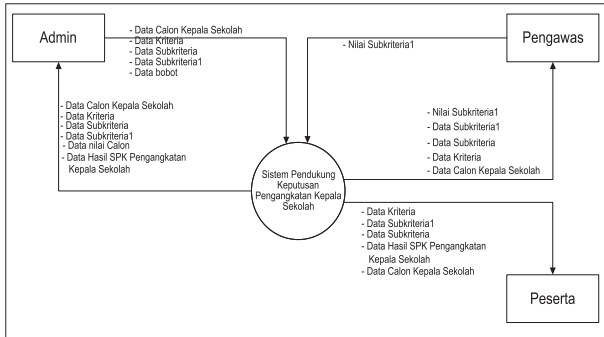 Admin
- Data Calon Kepala Sekolah
- Data Kriteria
- Data Subkriteria
- Data Subkriteria1
- Data bobot
- Nilai Subkriteria1
Pengawas
- Data Calon Kepala Sekolah
- Data Kriteria
- Data Subkriteria
- Data Subkriteria1
- Data nilai Calon
- Data Hasil SPK Pengangkatan
Kepala Sekolah
Sistem Pendukung
Keputusan
Pengangkatan Kepala
Sekolah
- Nilai Subkriteria1
- Data Subkriteria1
- Data Subkriteria
- Data Kriteria
- Data Calon Kepala Sekolah
- Data Kriteria
- Data Subkriteria1
- Data Subkriteria
- Data Hasil SPK Pengangkatan
Kepala Sekolah
- Data Calon Kepala Sekolah
Peserta